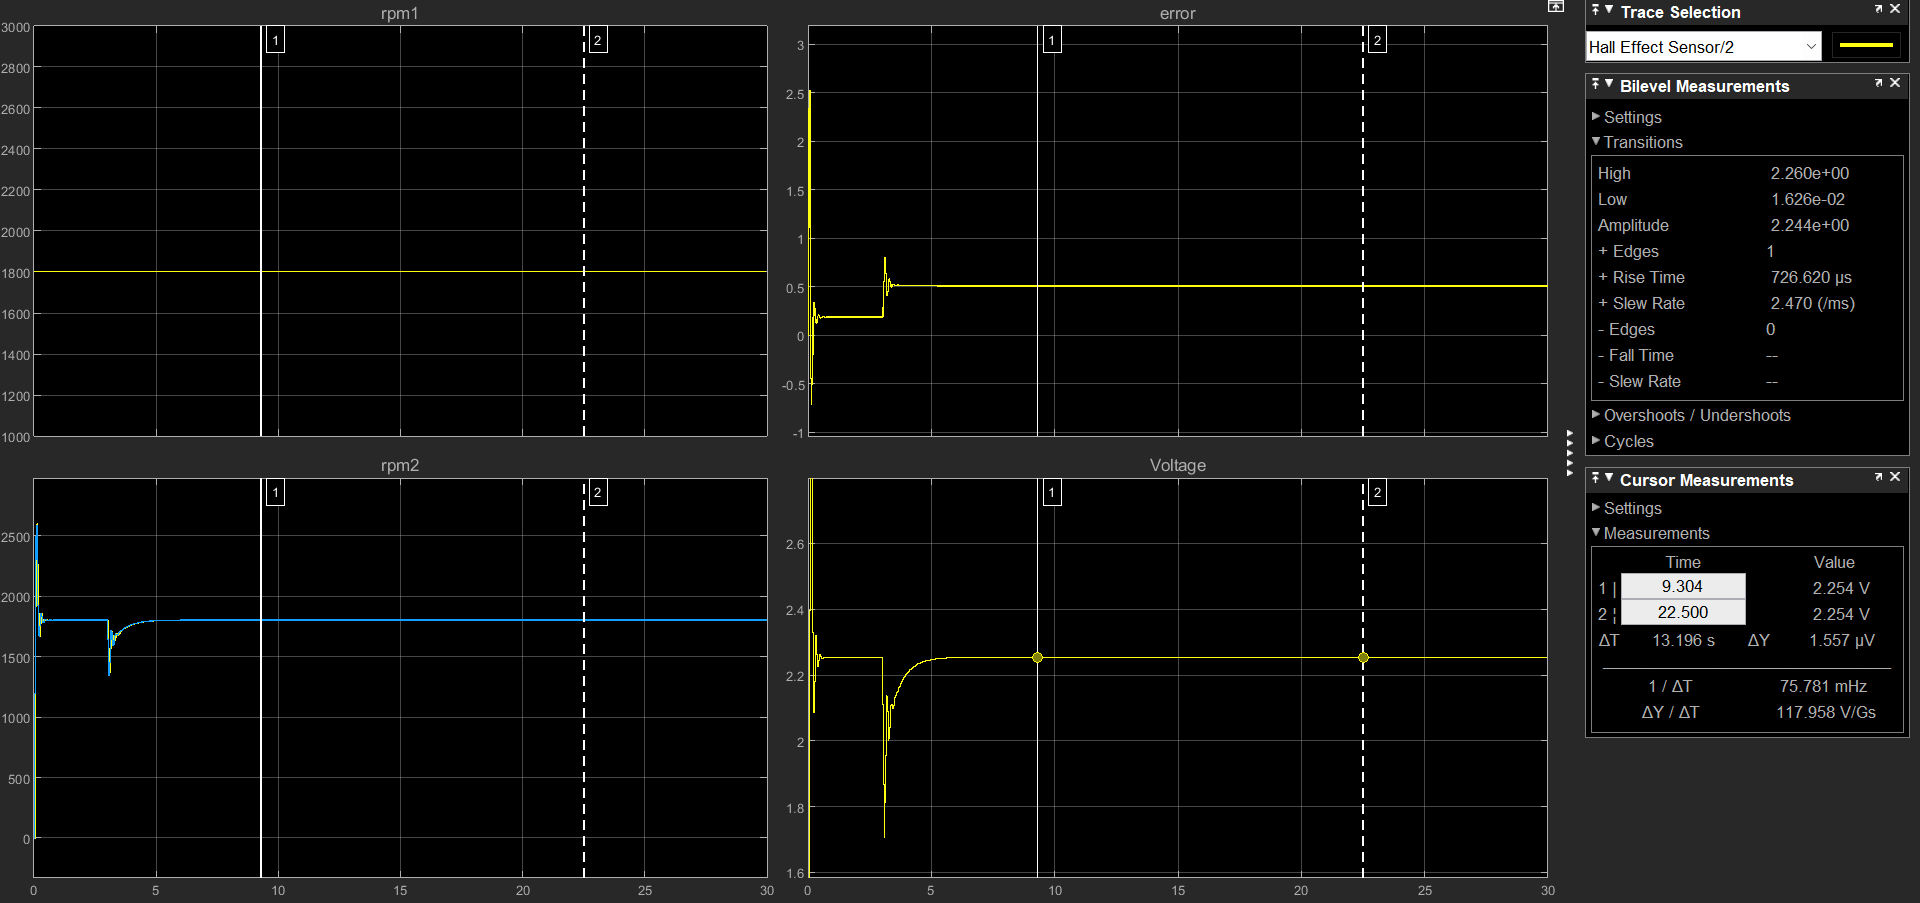 rpm1
3000
2800
2600
2400
2200
2000
1800
1600
1400
1200
1000
1
2
error
3
2.5
2
1.5
1
0.5
0
-0.5
-1
1
2
rpm2
2500
2000
1500
1000
500
0
1
2
0 5 10 15 20 25 30
Voltage
2.6
2.4
2.2
2
1.8
1.6
1
2
0 5 10 15 20 25 30
Trace Selection
Hall Effect Sensor/2
Bilevel Measurements
Settings
Transitions
High 2.260e+00
Low 1.626e-02
Amplitude 2.244e+00
+ Edges 1
+ Rise Time 726.620 µs
+ Slew Rate 2.470 (/ms)
- Edges 0
- Fall Time --
- Slew Rate --
Overshoots / Undershoots
Cycles
Cursor Measurements
Settings
Measurements
Time Value
1 | 9.304 2.254 V
2 ¦ 22.500 2.254 V
ΔT 13.196 s ΔY 1.557 µV
1 / ΔT 75.781 mHz
ΔY / ΔT 117.958 V/Gs